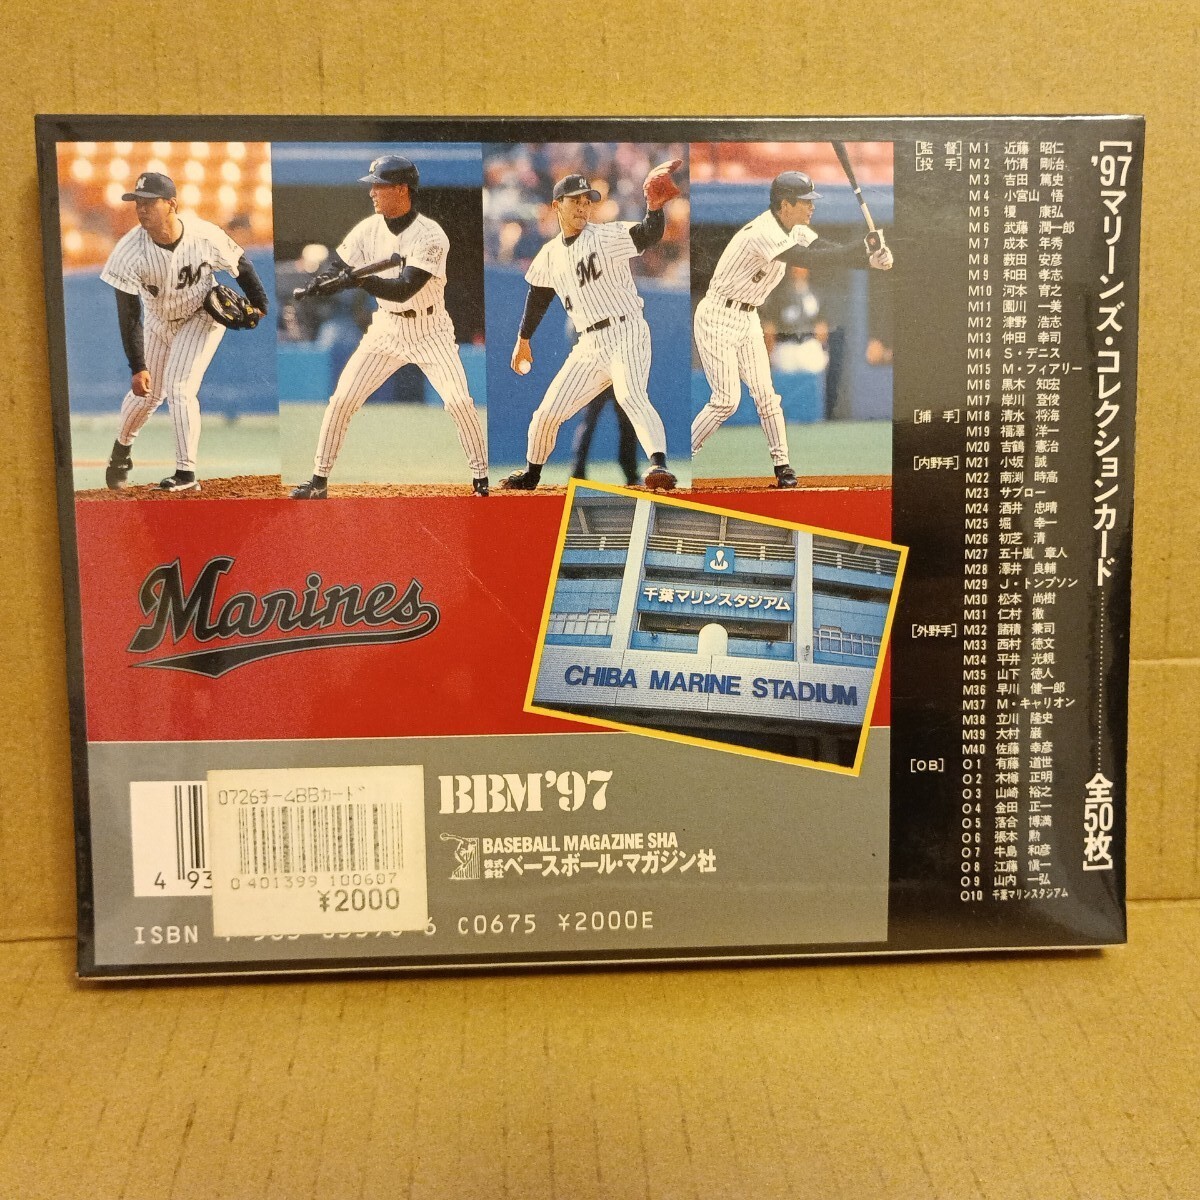 ['97マリーンズ・コレクションカード…………全50枚]
[監督] M1 近藤 昭仁
[投手] M2 竹清 剛治
M3 吉田 篤史
M4 小宮山 悟
M5 榎 康弘
M6 武藤 潤一郎
M7 成本 年秀
M8 薮田 安彦
M9 和田 孝志
M10 河本 育之
M11 園川 一美
M12 津野 浩志
M13 仲田 幸司
M14 S・デニス
M15 M・フィアリー
M16 黒木 知宏
M17 岸川 登俊
[捕手] M18 清水 将海
M19 福澤 洋一
M20 吉鶴 憲治
[内野手] M21 小坂 誠
M22 南渕 時高
M23 サブロー
M24 酒井 忠晴
M25 堀 幸一
M26 初芝 清
M27 五十嵐 章人
M28 澤井 良輔
M29 J・トンプソン
M30 松本 尚樹
M31 仁村 徹
[外野手] M32 諸積 兼司
M33 西村 徳文
M34 平井 光親
M35 山下 徳人
M36 早川 健一郎
M37 M・キャリオン
M38 立川 隆史
M39 大村 巌
M40 佐藤 幸彦
[OB] O1 有藤 道世
O2 木樽 正明
O3 山崎 裕之
O4 金田 正一
O5 落合 博満
O6 張本 勲
O7 牛島 和彦
O8 江藤 愼一
O9 山内 一弘
O10 千葉マリンスタジアム
M
M
5
Marines
M
千葉マリンスタジアム
CHIBA MARINE STADIUM
BBM'97
BASEBALL MAGAZINE SHA
株式会社 ベースボール・マガジン社
0726チー4BBカード
0 401399 100607
¥2000
4 93
ISBN 6 C0675 ¥2000E